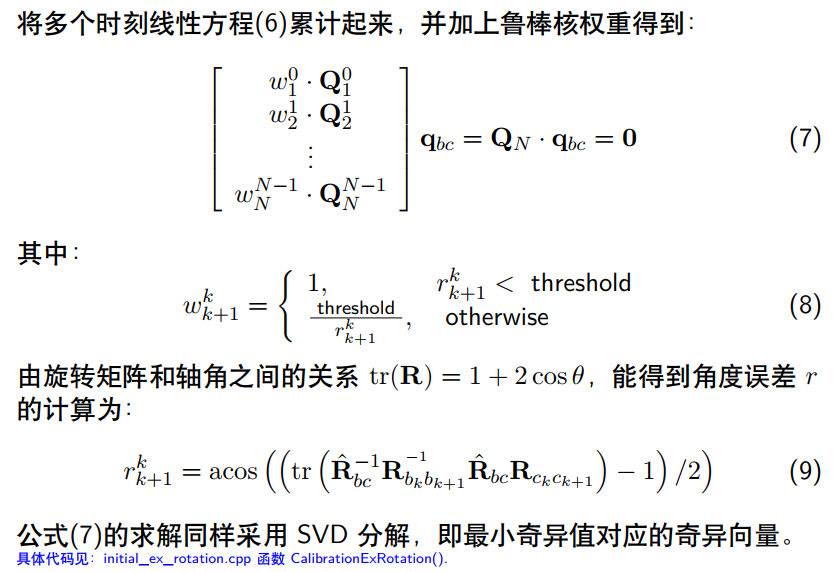 将多个时刻线性方程(6)累计起来，并加上鲁棒核权重得到：
$$\begin{bmatrix} w_1^0 \cdot \mathbf{Q}_1^0 \\ w_2^1 \cdot \mathbf{Q}_2^1 \\ \vdots \\ w_N^{N-1} \cdot \mathbf{Q}_N^{N-1} \end{bmatrix} \mathbf{q}_{bc} = \mathbf{Q}_N \cdot \mathbf{q}_{bc} = \mathbf{0} \quad (7)$$
其中：
$$w_{k+1}^k = \begin{cases} 1, & r_{k+1}^k < \text{threshold} \\ \frac{\text{threshold}}{r_{k+1}^k}, & \text{otherwise} \end{cases} \quad (8)$$
由旋转矩阵和轴角之间的关系 $\text{tr}(\mathbf{R}) = 1 + 2\cos\theta$，能得到角度误差 $r$
的计算为：
$$r_{k+1}^k = \text{acos}\left(\left(\text{tr}\left(\hat{\mathbf{R}}_{bc}^{-1} \mathbf{R}_{b_k b_{k+1}}^{-1} \hat{\mathbf{R}}_{bc} \mathbf{R}_{c_k c_{k+1}}\right) - 1\right) / 2\right) \quad (9)$$
公式(7)的求解同样采用 SVD 分解，即最小奇异值对应的奇异向量。
具体代码见：initial_ex_rotation.cpp 函数 CalibrationExRotation().